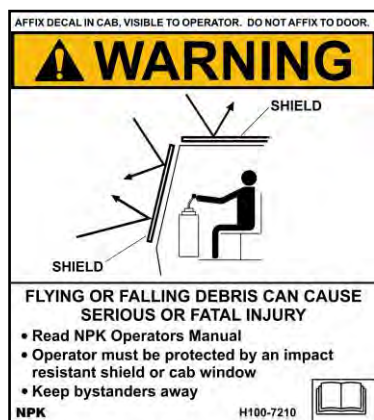 AFFIX DECAL IN CAB, VISIBLE TO OPERATOR. DO NOT AFFIX TO DOOR.
WARNING
SHIELD
SHIELD
FLYING OR FALLING DEBRIS CAN CAUSE
SERIOUS OR FATAL INJURY
• Read NPK Operators Manual
• Operator must be protected by an impact
resistant shield or cab window
• Keep bystanders away
NPK H100-7210